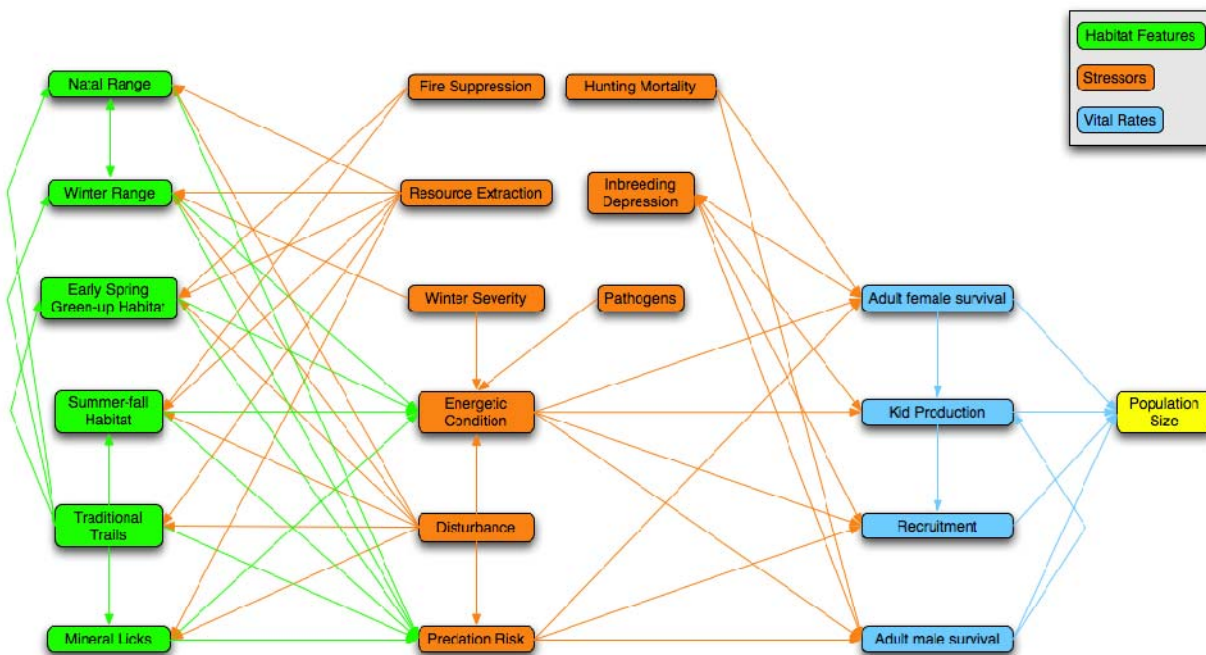 Habitat Features
Stressors
Vital Rates
Natal Range
Fire Suppression
Hunting Mortality
Winter Range
Resource Extraction
Inbreeding
Depression
Early Spring
Green-up Habitat
Winter Severity
Pathogens
Adult female survival
Summer-fall
Habitat
Energetic
Condition
Kid Production
Population
Size
Traditional
Trails
Disturbance
Recruitment
Mineral Licks
Predation Risk
Adult male survival